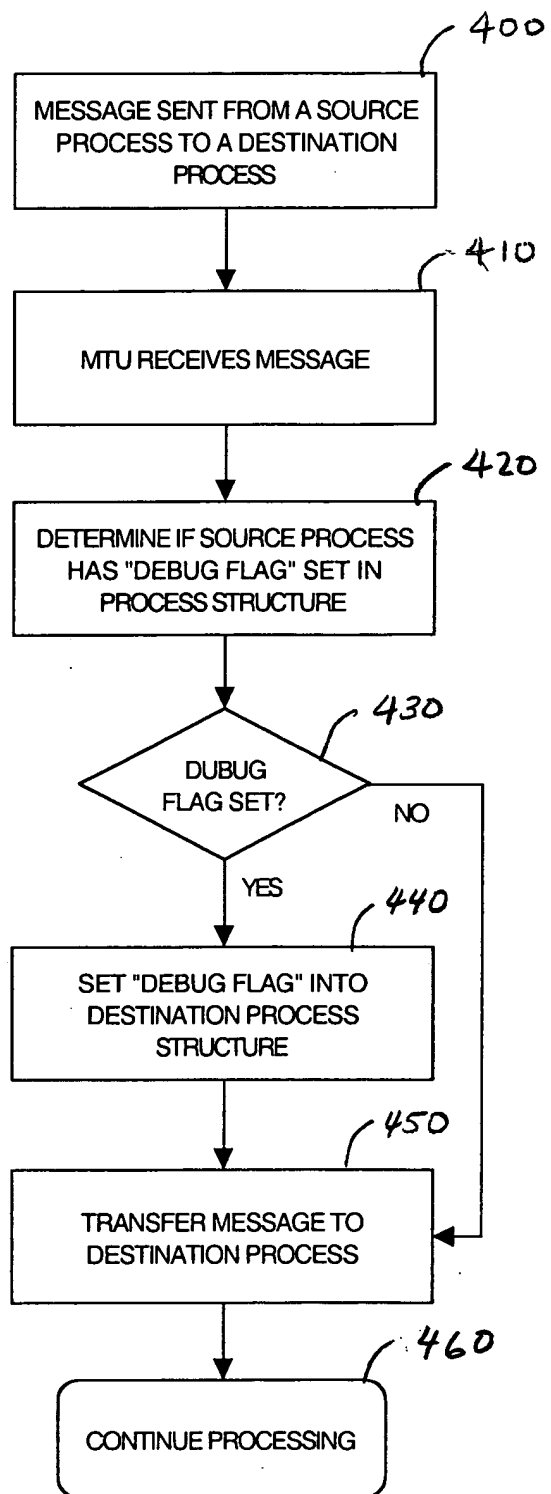 400
MESSAGE SENT FROM A SOURCE
PROCESS TO A DESTINATION
PROCESS
410
MTU RECEIVES MESSAGE
420
DETERMINE IF SOURCE PROCESS
HAS "DEBUG FLAG" SET IN
PROCESS STRUCTURE
430
DUBUG
FLAG SET?
NO
YES
440
SET "DEBUG FLAG" INTO
DESTINATION PROCESS
STRUCTURE
450
TRANSFER MESSAGE TO
DESTINATION PROCESS
460
CONTINUE PROCESSING